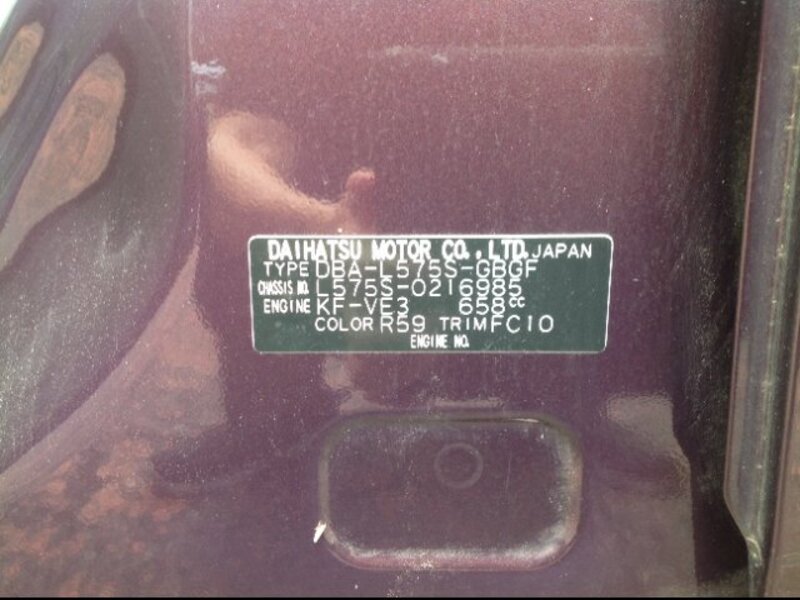 DAIHATSU MOTOR CO., LTD. JAPAN
TYPE DBA-L575S-GBGF
CHASSIS NO. L575S-0216985
ENGINE KF-VE3 658cc
COLOR R59 TRIM FC10
ENGINE NO.